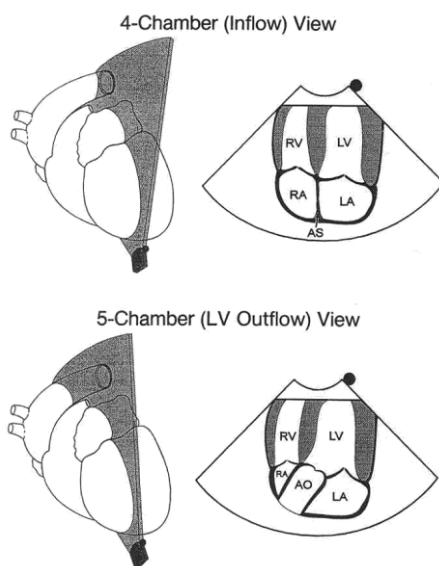 4-Chamber (Inflow) View
RV LV
RA LA
AS
5-Chamber (LV Outflow) View
RV LV
RA AO LA